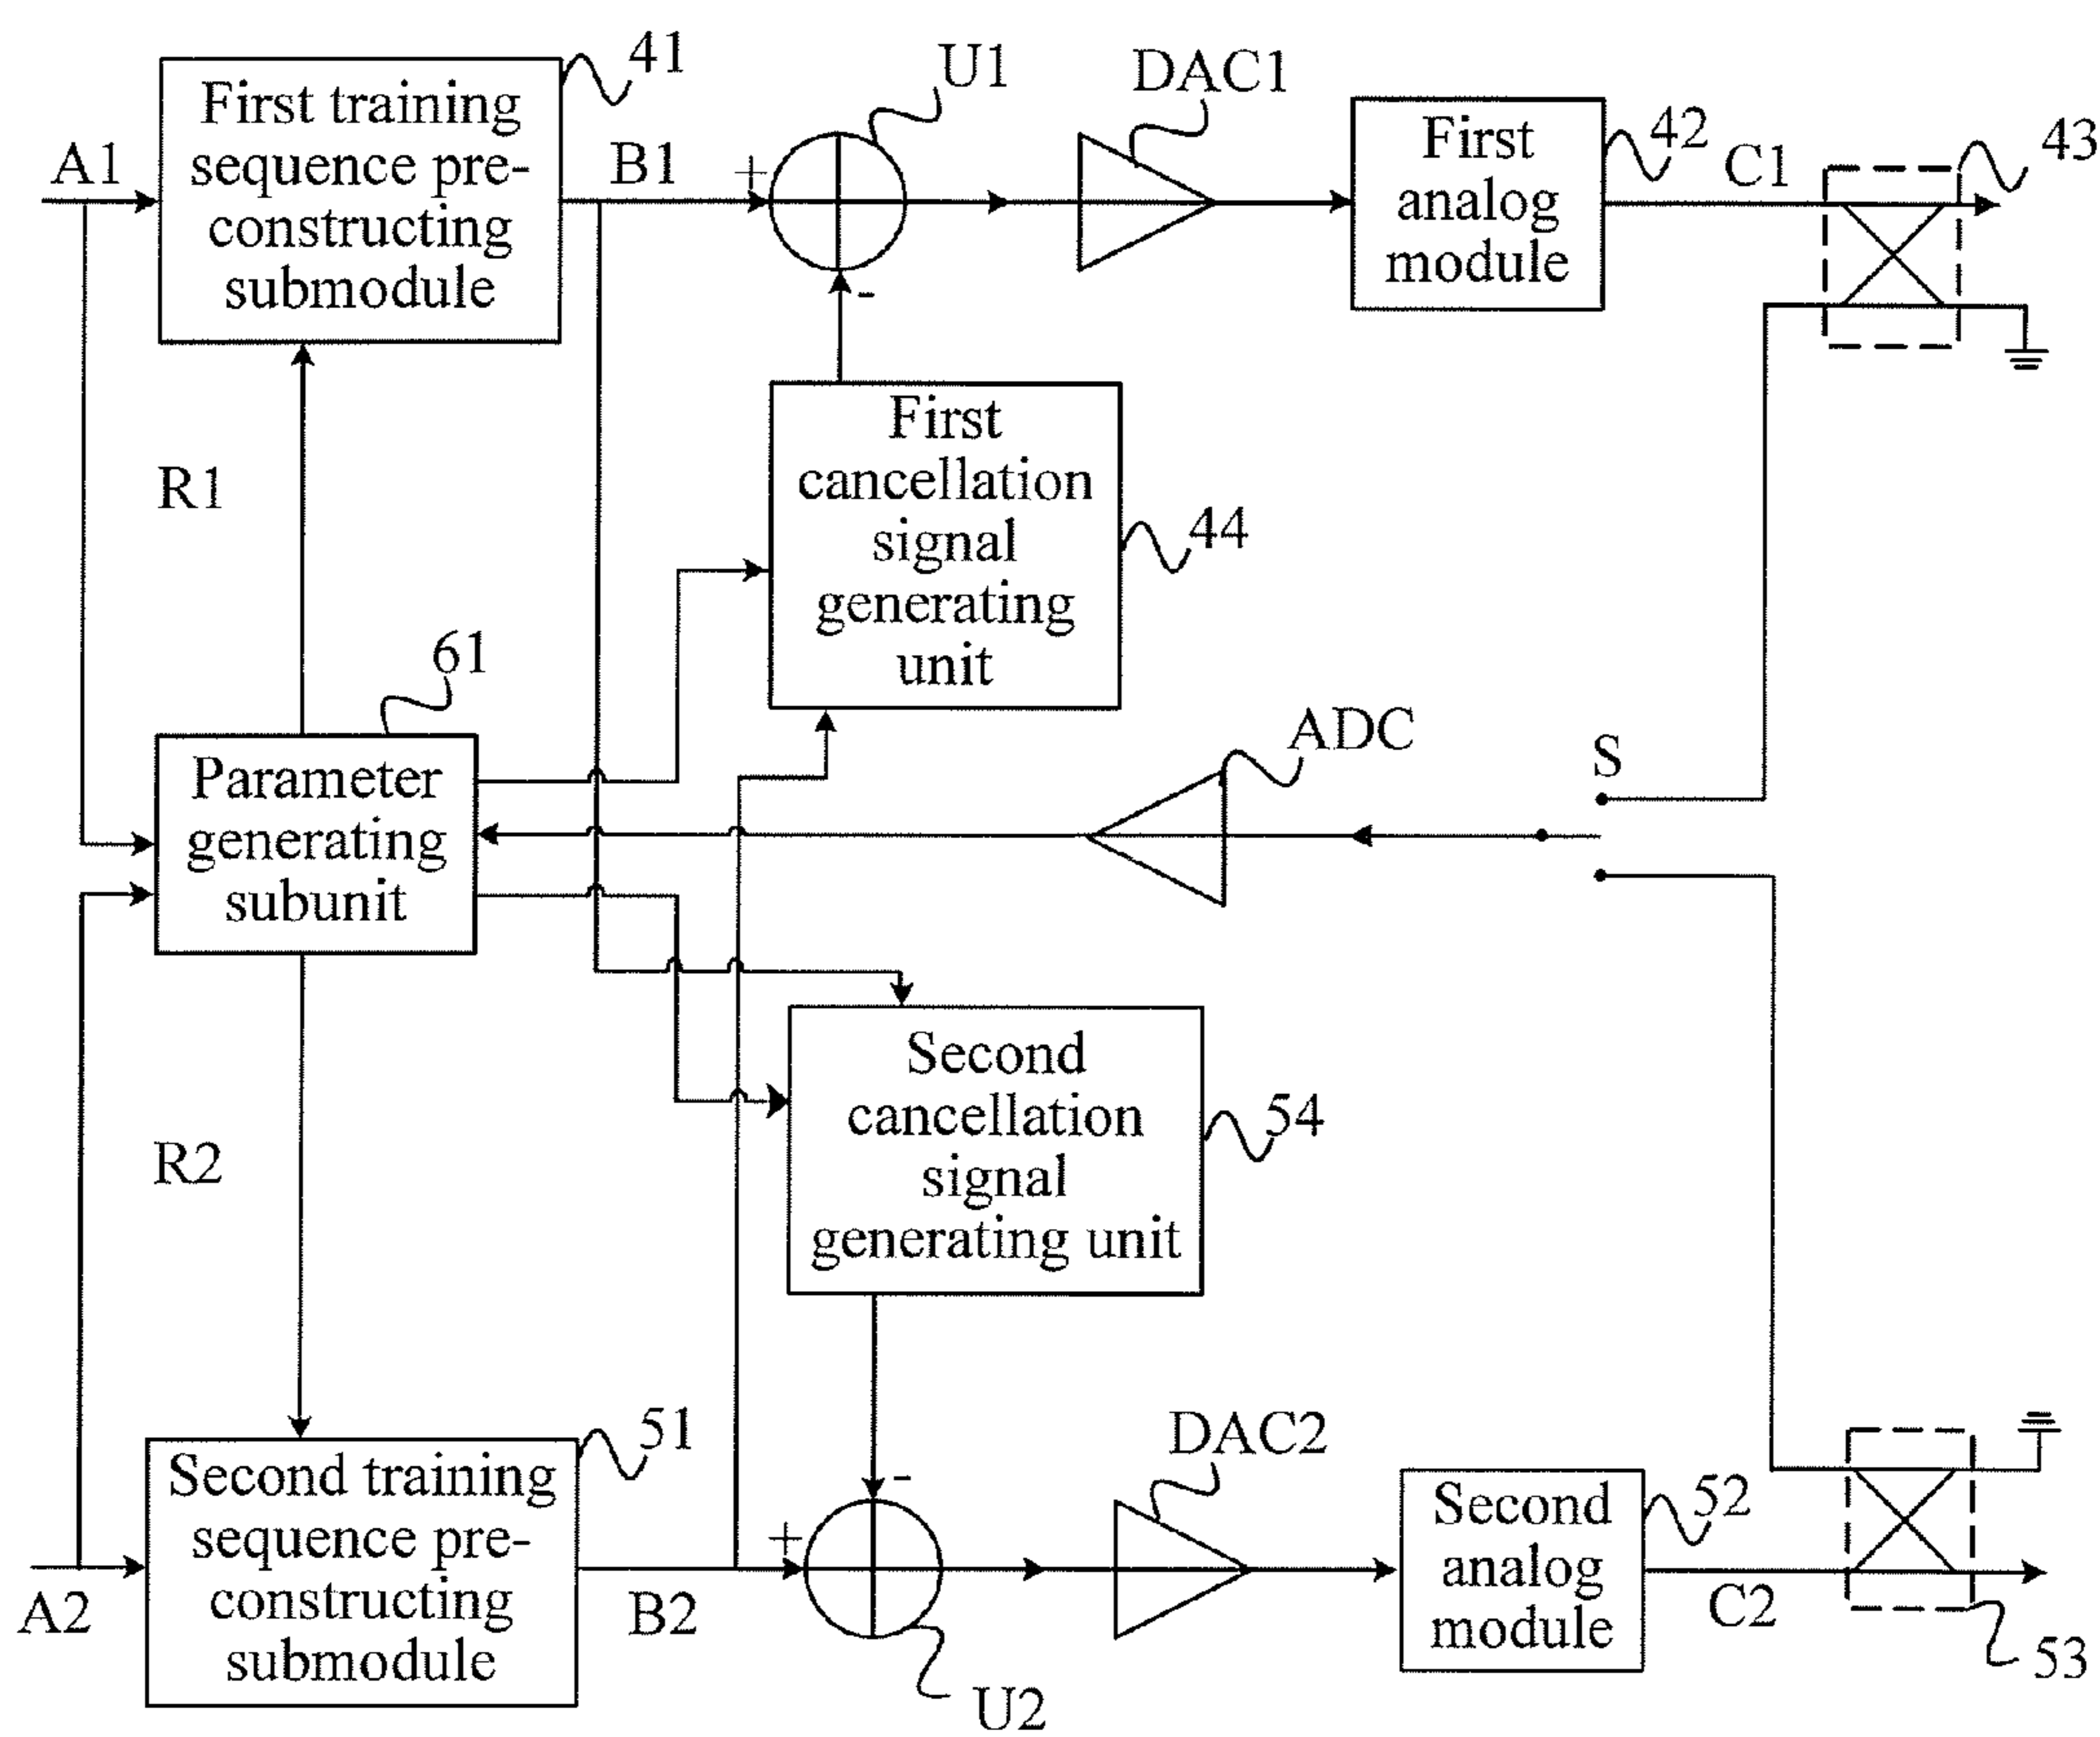 41
First training
sequence pre-
constructing
submodule
A1
B1
+
U1
DAC1
First
analog
module
42
C1
43
-
R1
First
cancellation
signal
generating
unit
44
61
Parameter
generating
subunit
ADC
S
Second
cancellation
signal
generating unit
54
R2
51
Second training
sequence pre-
constructing
submodule
A2
B2
+
-
U2
DAC2
Second
analog
module
52
C2
53